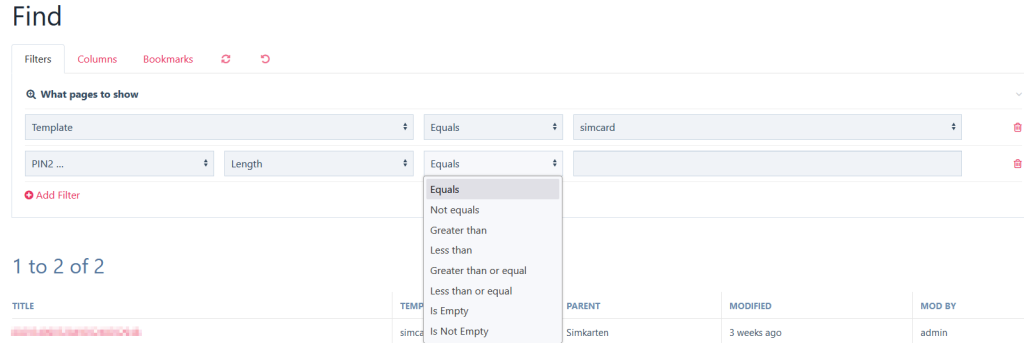 Find
Filters Columns Bookmarks
What pages to show
Template Equals simcard
PIN2 ... Length Equals
Equals
Add Filter
Not equals
Greater than
Less than
Greater than or equal
Less than or equal
Is Empty
Is Not Empty
1 to 2 of 2
TITLE TEMP PARENT MODIFIED MOD BY
simca Simkarten 3 weeks ago admin